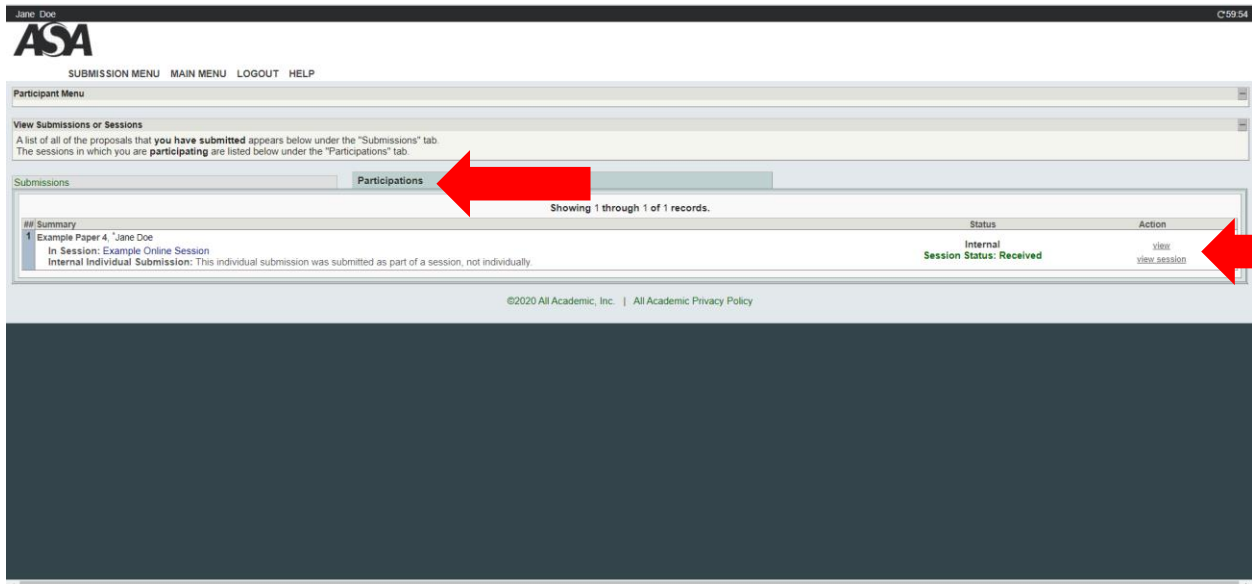 Jane Doe
59:54
ASA
SUBMISSION MENU MAIN MENU LOGOUT HELP
Participant Menu
View Submissions or Sessions
A list of all of the proposals that you have submitted appears below under the "Submissions" tab.
The sessions in which you are participating are listed below under the "Participations" tab.
Submissions
Participations
Showing 1 through 1 of 1 records.
## Summary Status Action
1 Example Paper 4, *Jane Doe
In Session: Example Online Session
Internal Individual Submission: This individual submission was submitted as part of a session, not individually.
Internal
Session Status: Received
view
view session
©2020 All Academic, Inc. | All Academic Privacy Policy